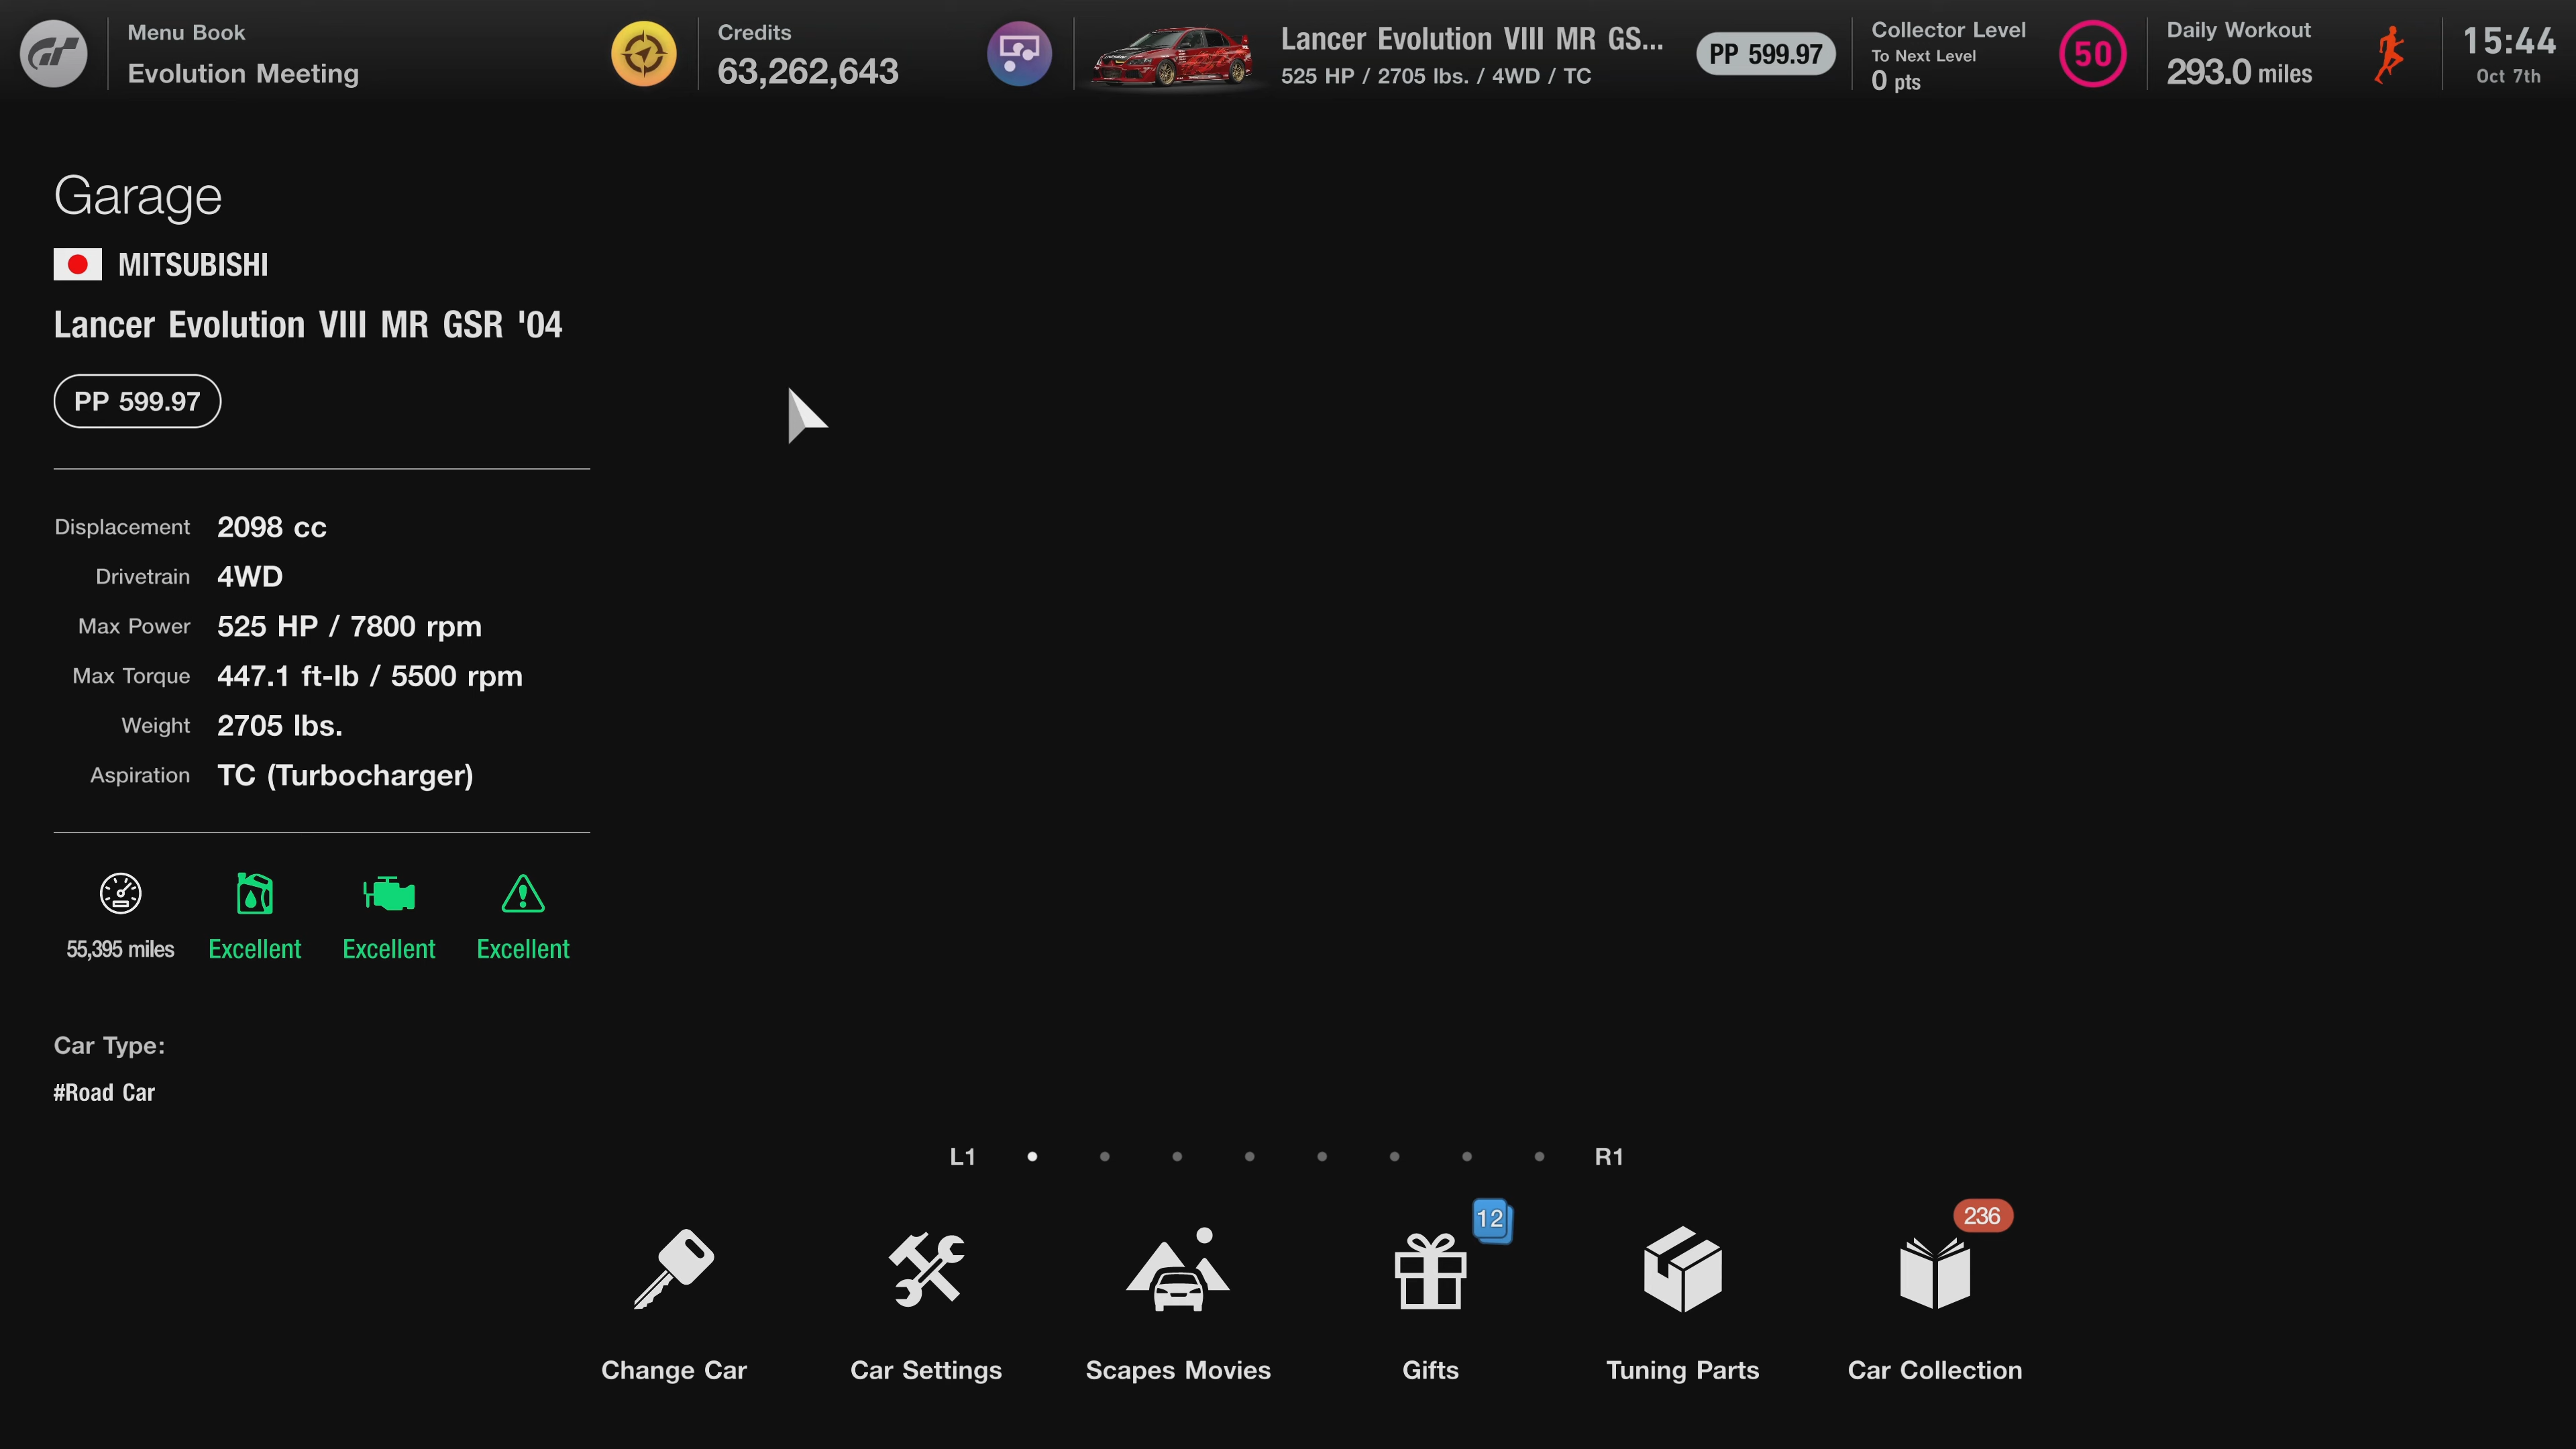 Menu Book
Evolution Meeting
Credits
63,262,643
Lancer Evolution VIII MR GS...
525 HP / 2705 lbs. / 4WD / TC
PP 599.97
Collector Level
To Next Level
0 pts
50
Daily Workout
293.0 miles
15:44
Oct 7th
Garage
MITSUBISHI
Lancer Evolution VIII MR GSR '04
PP 599.97
Displacement 2098 cc
Drivetrain 4WD
Max Power 525 HP / 7800 rpm
Max Torque 447.1 ft-lb / 5500 rpm
Weight 2705 lbs.
Aspiration TC (Turbocharger)
55,395 miles Excellent Excellent Excellent
Car Type:
#Road Car
L1 R1
12
236
Change Car Car Settings Scapes Movies Gifts Tuning Parts Car Collection